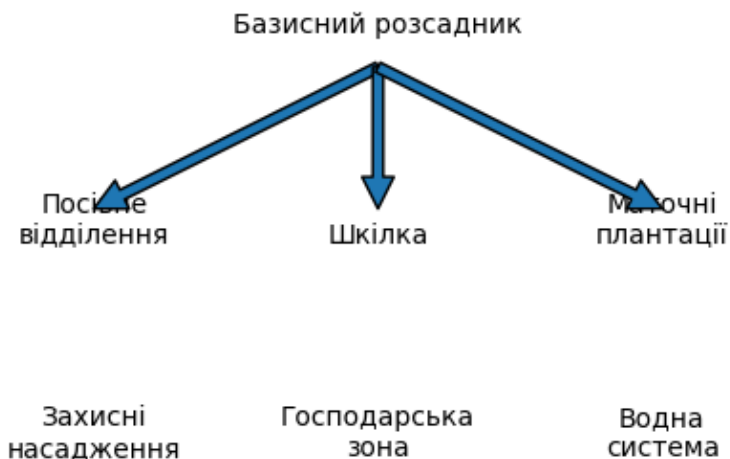 Базисний розсадник
Посівне
відділення
Шкілка
Маточні
плантації
Захисні
насадження
Господарська
зона
Водна
система